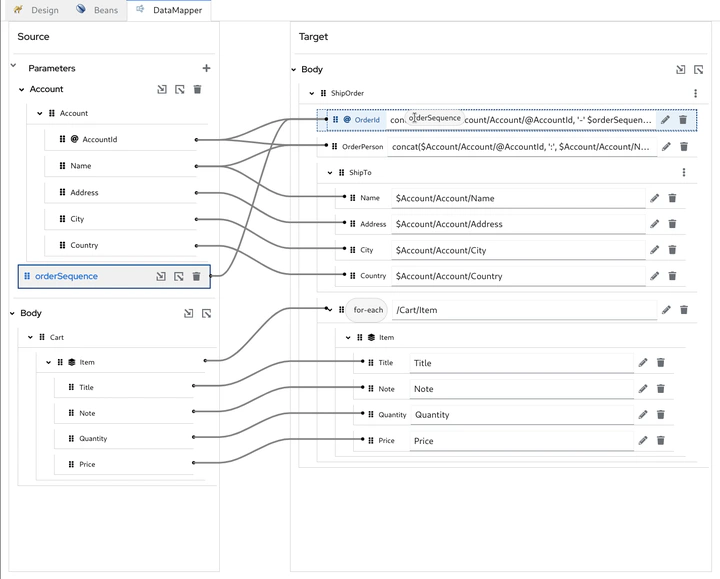 Design Beans DataMapper
Source
Parameters
Account
Account
@ AccountId
Name
Address
City
Country
orderSequence
Body
Cart
Item
Title
Note
Quantity
Price
Target
Body
ShipOrder
@ OrderId con orderSequence count/Account/@AccountId, '-' $orderSequen...
OrderPerson concat($Account/Account/@AccountId, ':', $Account/Account/N...
ShipTo
Name $Account/Account/Name
Address $Account/Account/Address
City $Account/Account/City
Country $Account/Account/Country
for-each /Cart/Item
Item
Title Title
Note Note
Quantity Quantity
Price Price